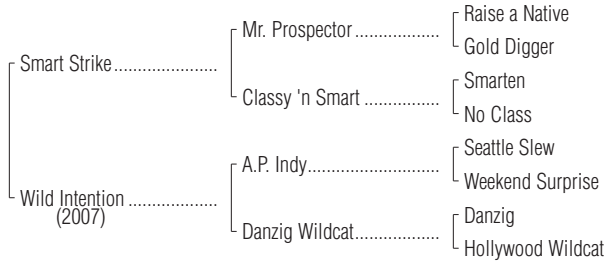 Raise a Native
Mr. Prospector
Gold Digger
Smart Strike
Smarten
Classy 'n Smart
No Class
Seattle Slew
A.P. Indy
Weekend Surprise
Wild Intention
(2007)
Danzig
Danzig Wildcat
Hollywood Wildcat